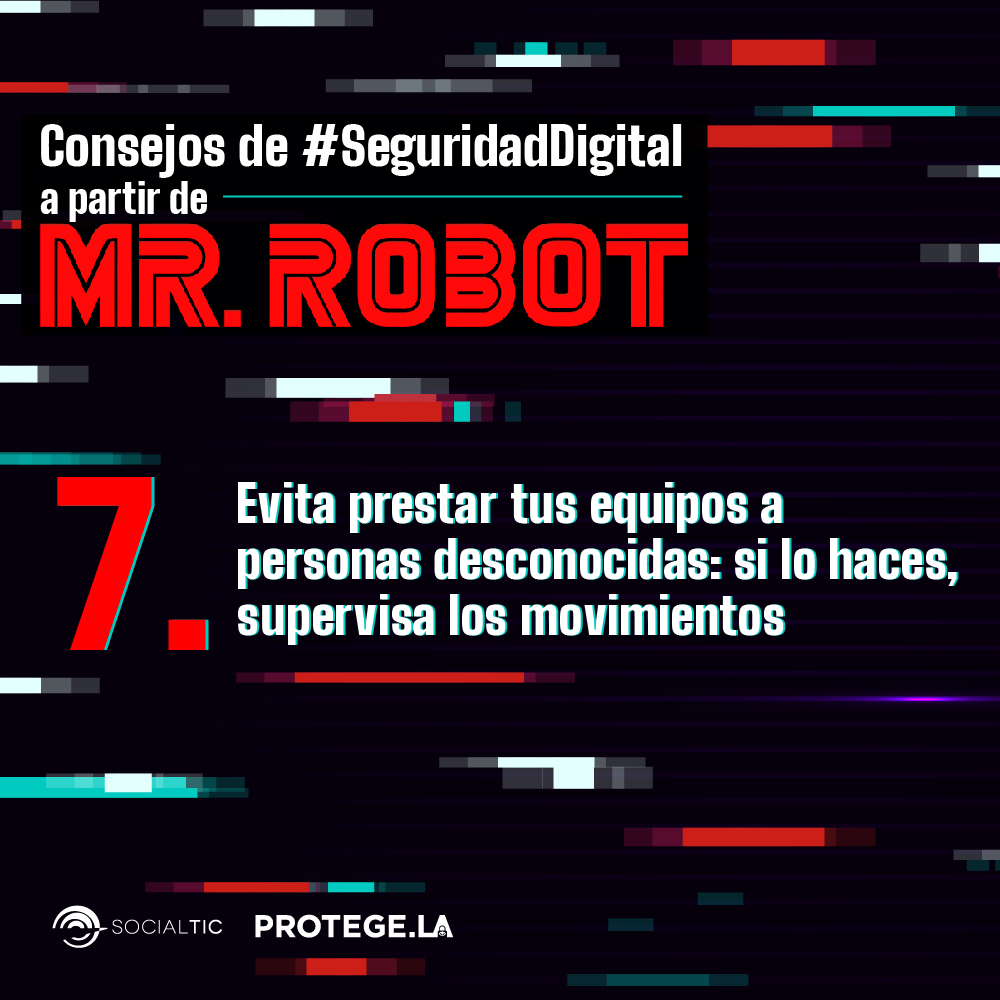 Consejos de #SeguridadDigital
a partir de
MR. ROBOT
7.
Evita prestar tus equipos a
personas desconocidas: si lo haces,
supervisa los movimientos
SOCIALTIC
PROTEGE.LA